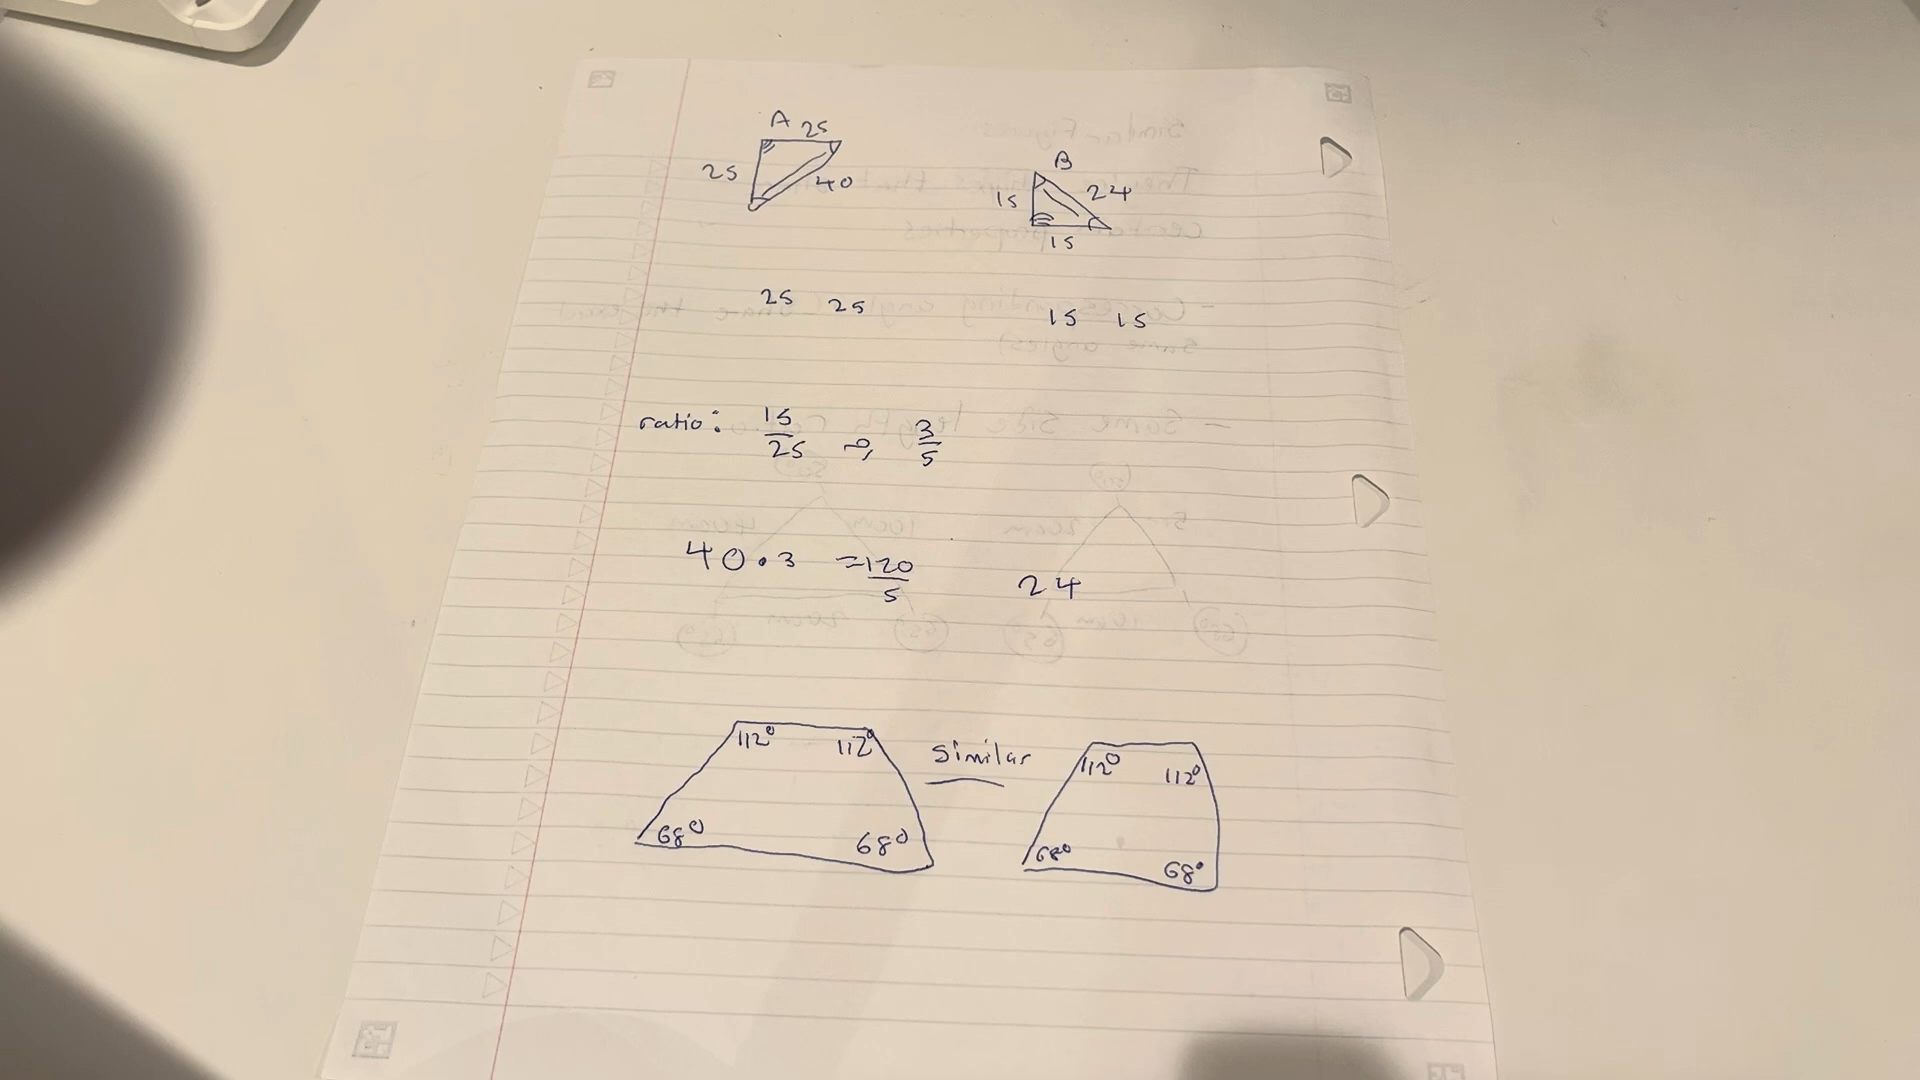 A 25
25
40
B
15
24
15
25 25
15 15
ratio: 15/25 → 3/5
40 • 3 = 120/5
24
112° 112°
68° 68°
Similar
112° 112°
68° 68°